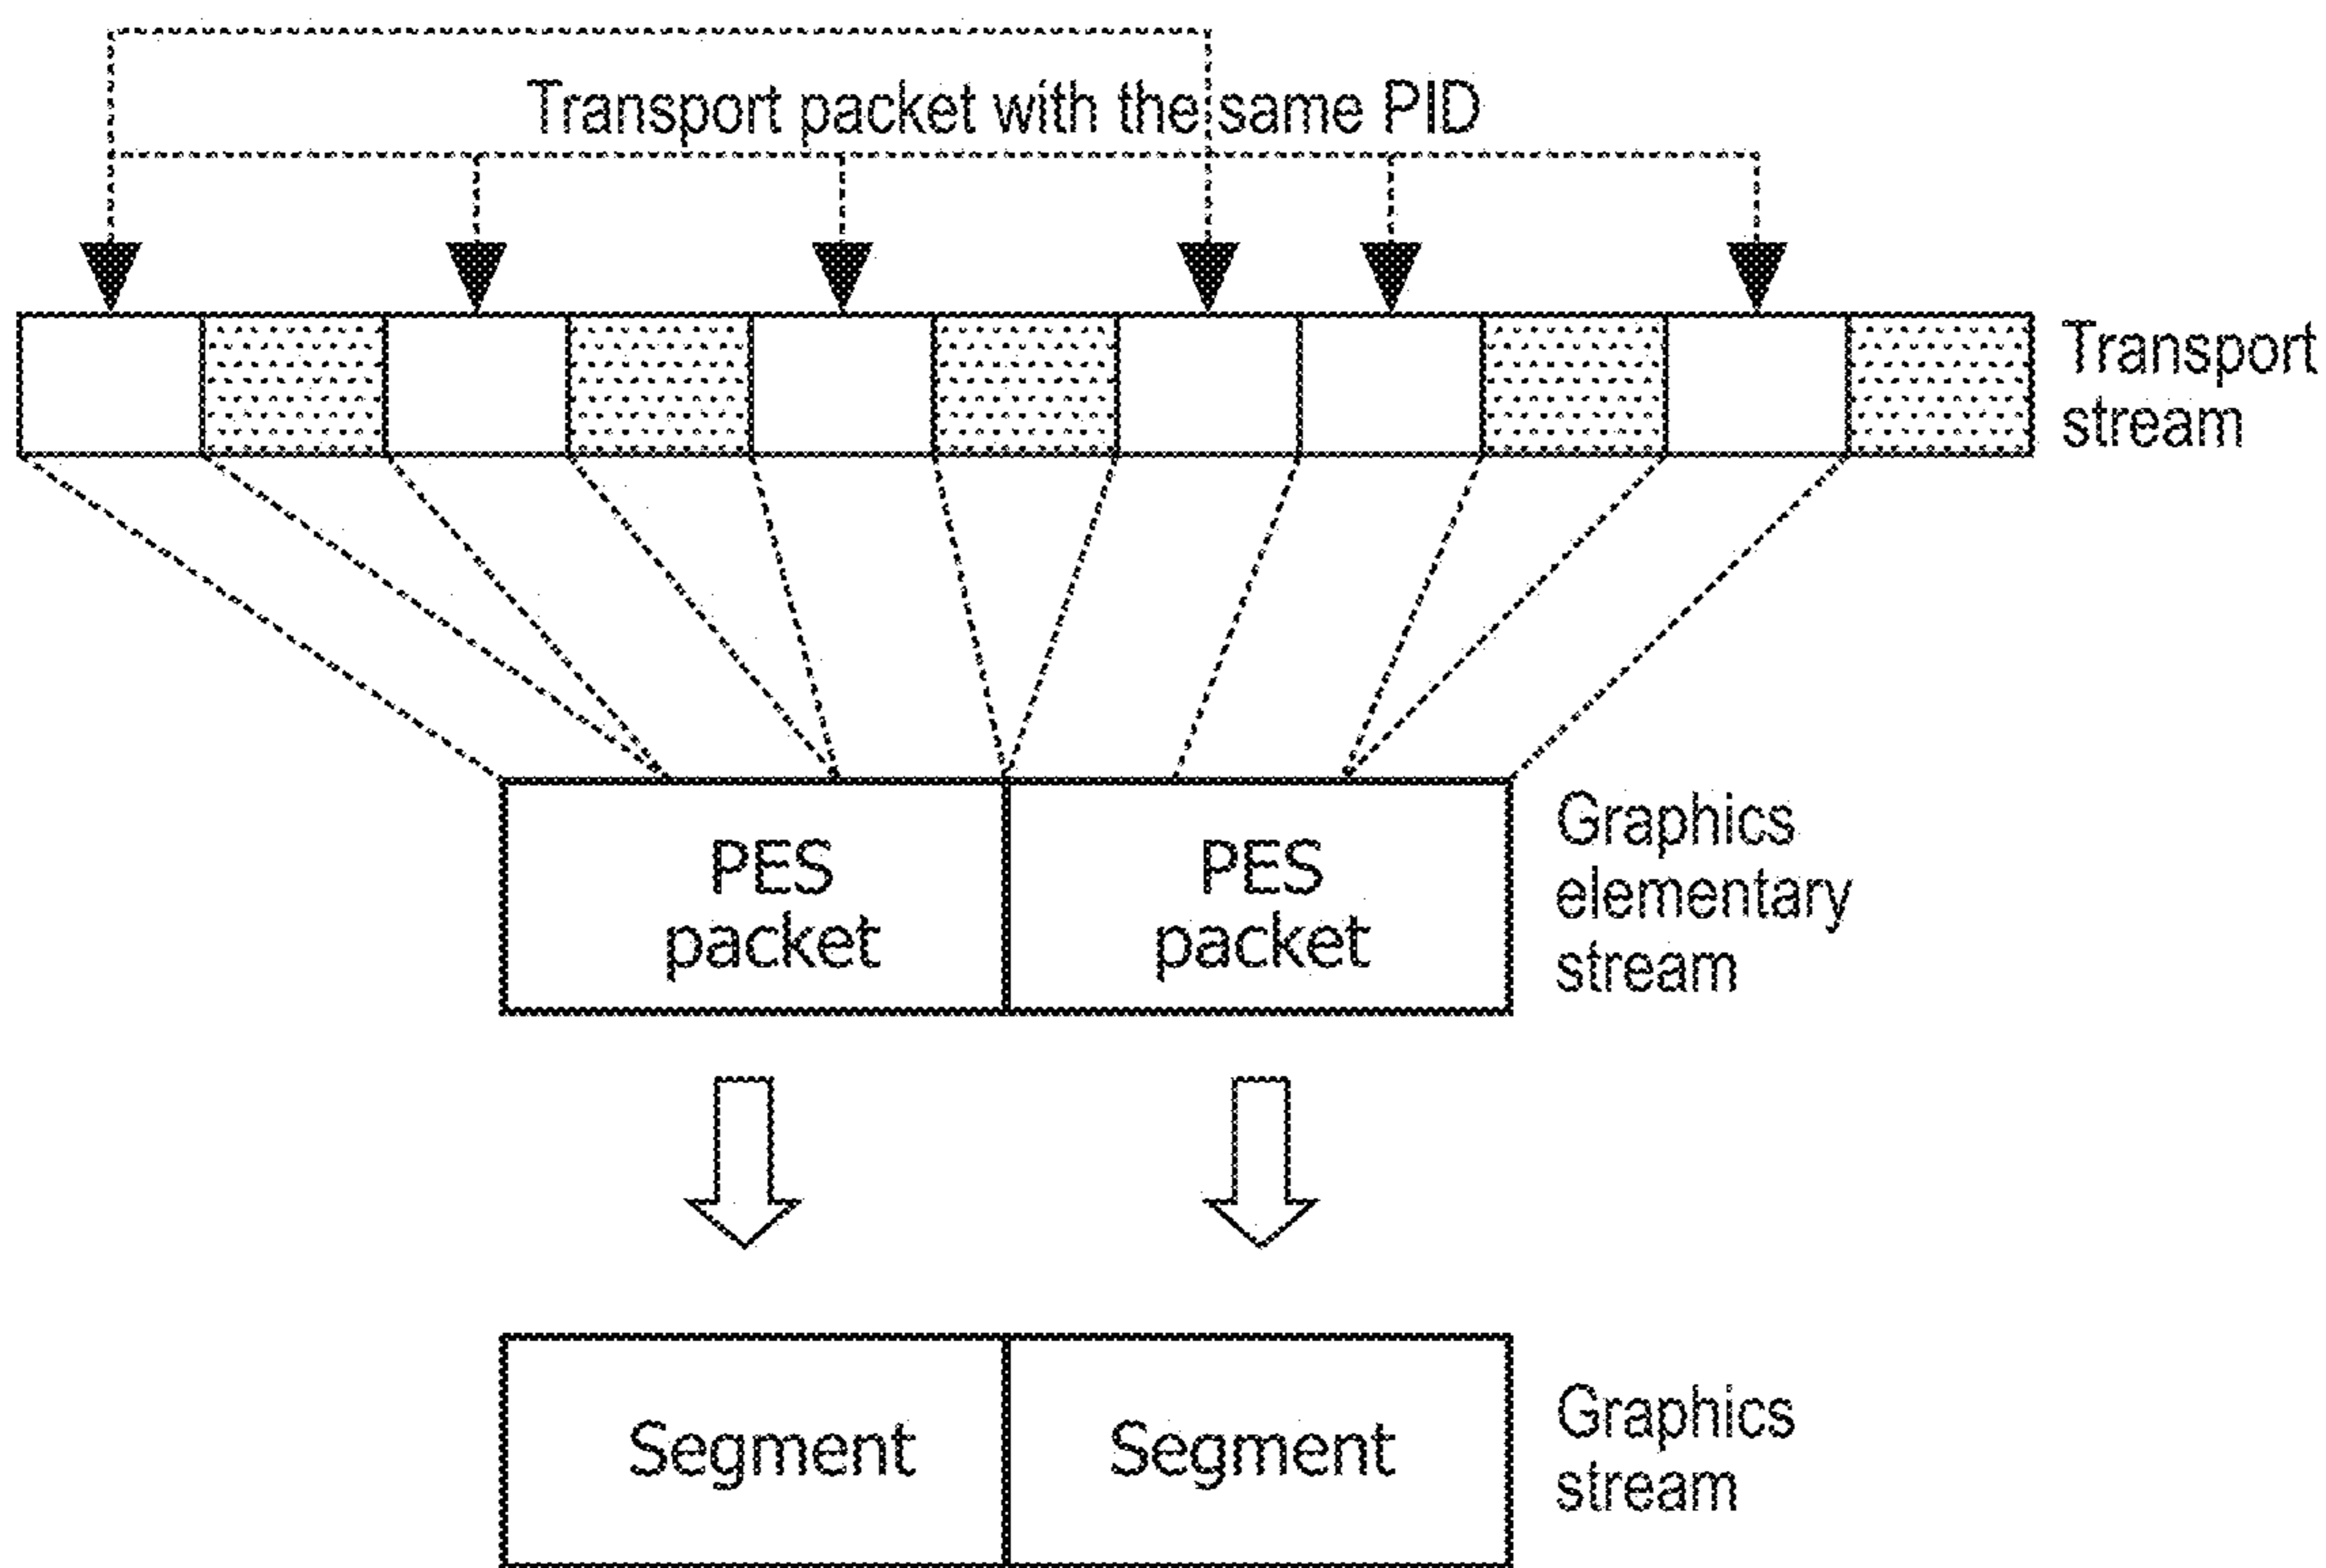 Transport packet with the same PID
Transport
stream
PES
packet
PES
packet
Graphics
elementary
stream
Segment
Segment
Graphics
stream